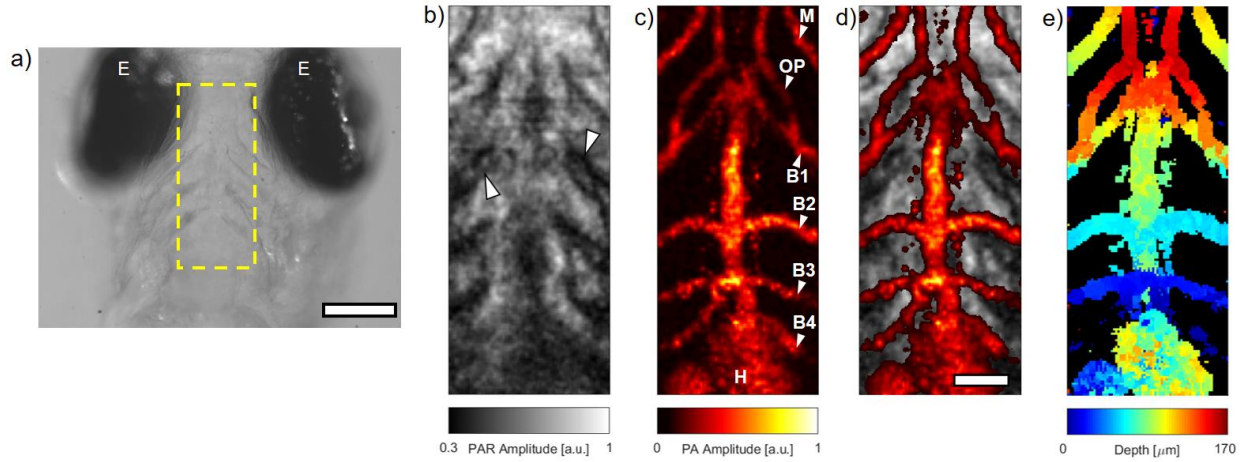 a)
E
E
b)
0.3 PAR Amplitude [a.u.] 1
c)
M
OP
B1
B2
B3
B4
H
0 PA Amplitude [a.u.] 1
d)
e)
0 Depth [μm] 170